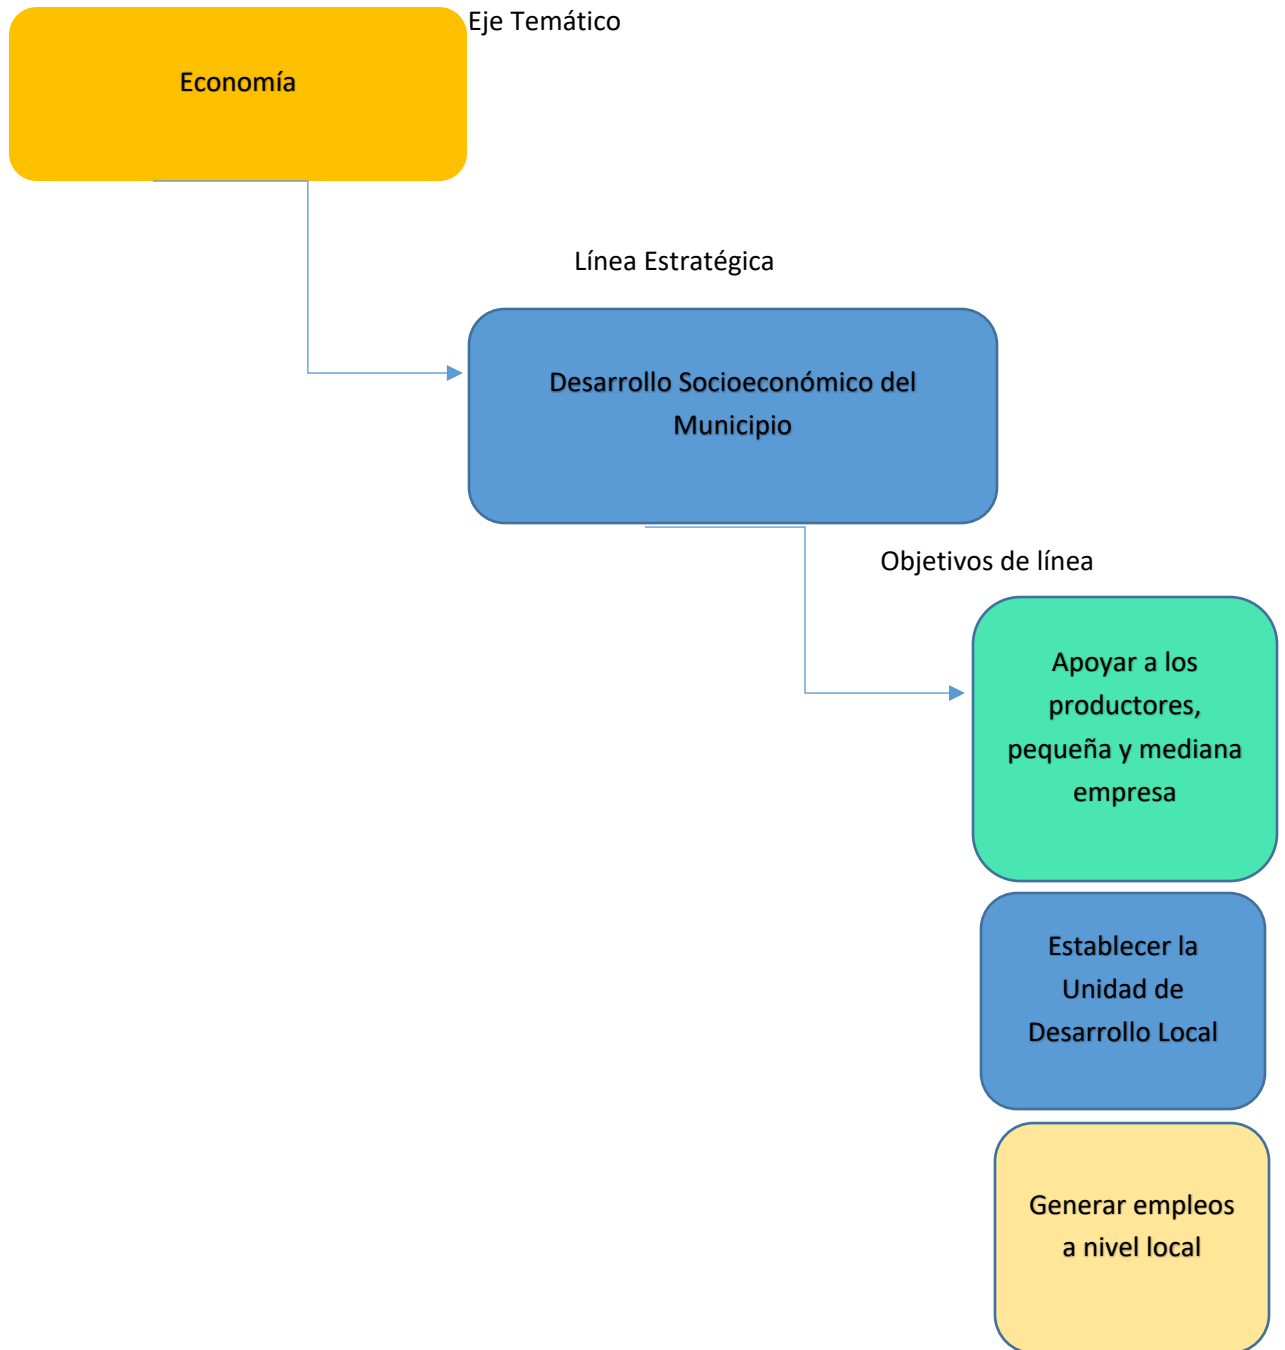 Eje Temático
Economía
Línea Estratégica
Desarrollo Socioeconómico del
Municipio
Objetivos de línea
Apoyar a los
productores,
pequeña y mediana
empresa
Establecer la
Unidad de
Desarrollo Local
Generar empleos
a nivel local